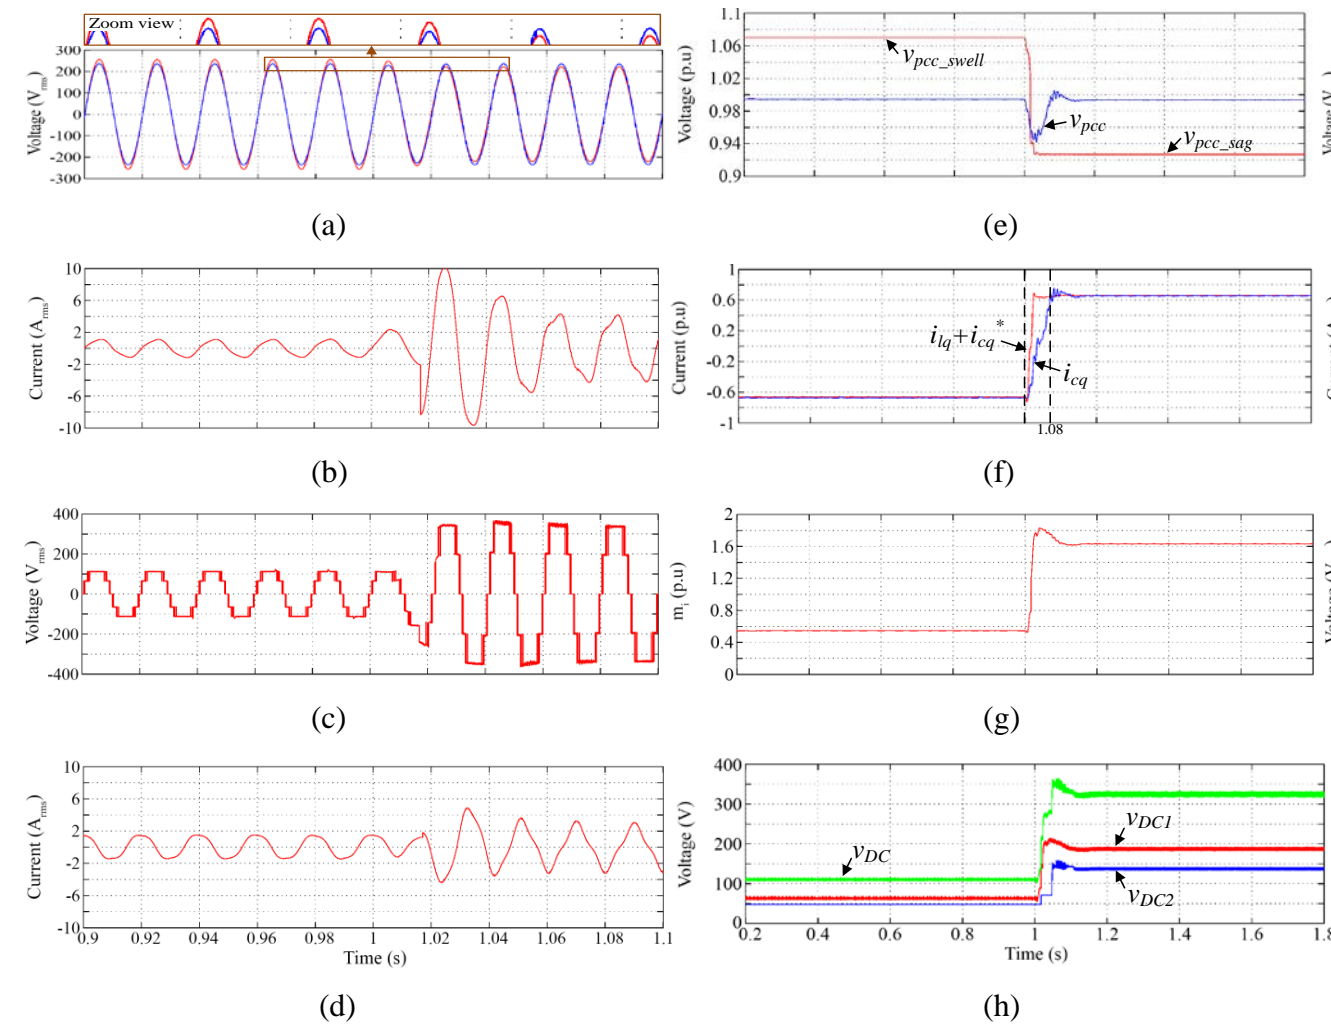 Zoom view
300
200
100
0
-100
-200
-300
Voltage (Vrms)
(a)
10
6
2
-2
-6
-10
Current (Arms)
(b)
400
200
0
-200
-400
Voltage (Vrms)
(c)
10
6
2
-2
-6
-10
Current (Arms)
0.9 0.92 0.94 0.96 0.98 1 1.02 1.04 1.06 1.08 1.1
Time (s)
(d)
1.1
1.06
1.02
0.98
0.94
0.9
Voltage (p.u)
vpcc_swell
vpcc
vpcc_sag
(e)
1
0.6
0.2
-0.2
-0.6
-1
Current (p.u)
ilq+icq*
icq
1.08
(f)
2
1.6
1.2
0.8
0.4
0
mi (p.u)
(g)
400
300
200
100
0
Voltage (V)
vDC
vDC1
vDC2
0.2 0.4 0.6 0.8 1 1.2 1.4 1.6 1.8
Time (s)
(h)